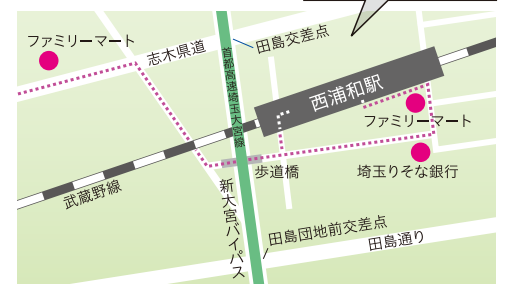 ファミリーマート
志木県道
田島交差点
首都高速埼玉大宮線
西浦和駅
ファミリーマート
歩道橋
埼玉りそな銀行
武蔵野線
新大宮バイパス
田島団地前交差点
田島通り